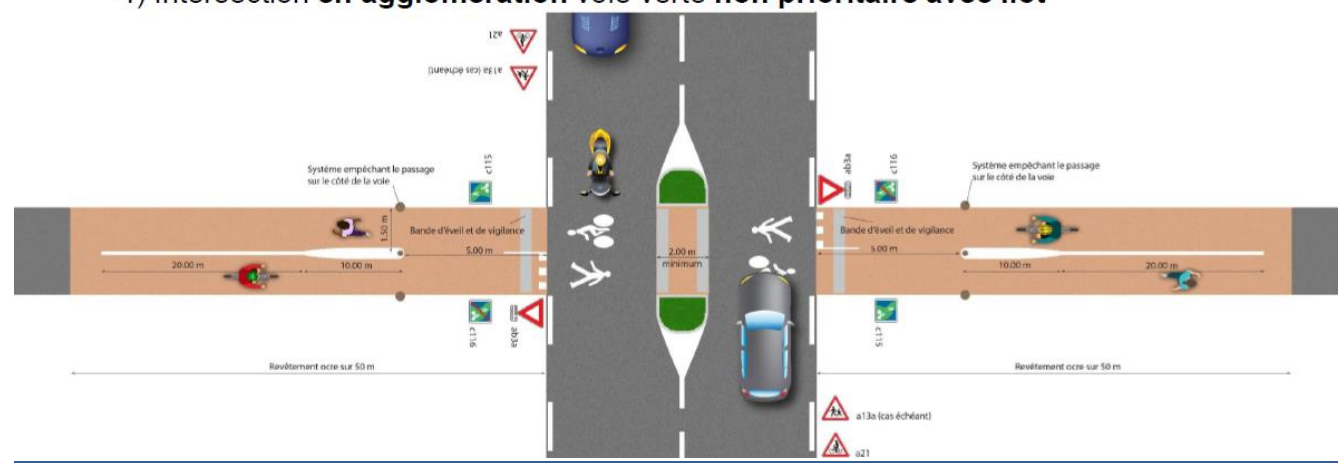 1) Intersection en agglomération voie verte non prioritaire avec îlot
a21
a13a (cas échéant)
Système empêchant le passage
sur le côté de la voie
c115
ab3a
c116
Système empêchant le passage
sur le côté de la voie
1.50 m
Bande d'éveil et de vigilance
5.00 m
20.00 m
10.00 m
2.00 m
minimum
Bande d'éveil et de vigilance
5.00 m
10.00 m
20.00 m
c116
ab3a
c115
Revêtement ocre sur 50 m
Revêtement ocre sur 50 m
a13a (cas échéant)
a21